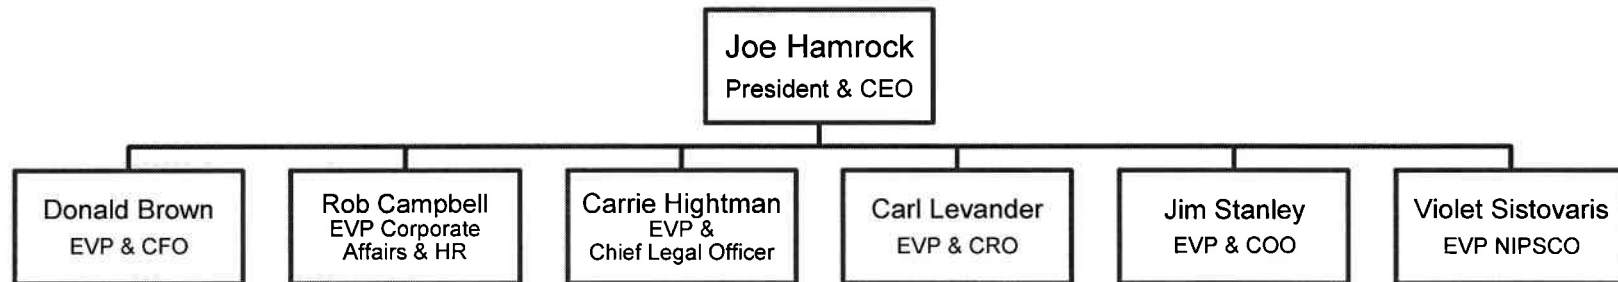 Joe Hamrock
President & CEO
Donald Brown
EVP & CFO
Rob Campbell
EVP Corporate
Affairs & HR
Carrie Hightman
EVP &
Chief Legal Officer
Carl Levander
EVP & CRO
Jim Stanley
EVP & COO
Violet Sistovaris
EVP NIPSCO